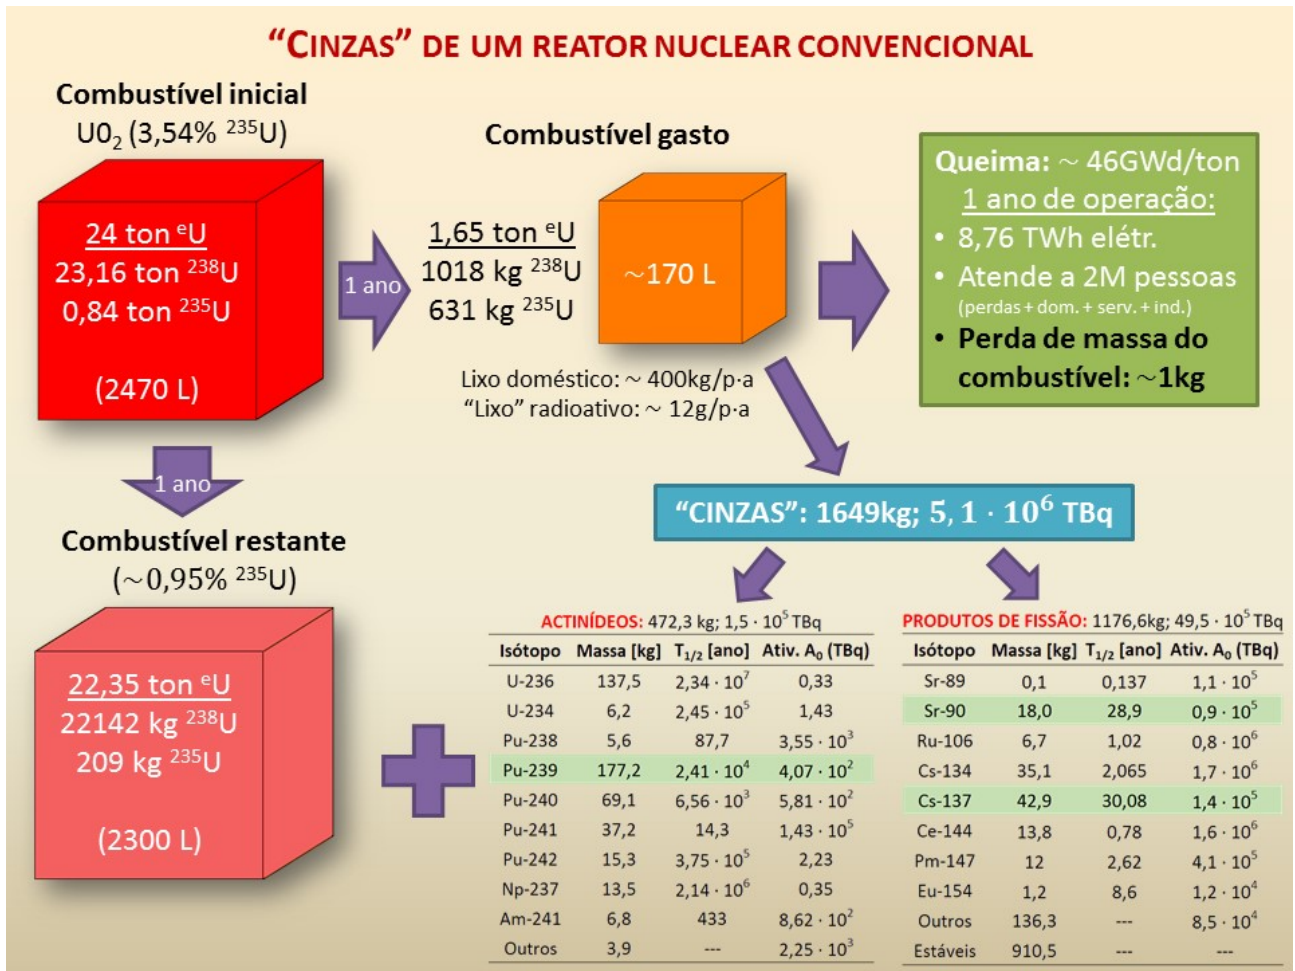 “CINZAS” DE UM REATOR NUCLEAR CONVENCIONAL
Combustível inicial
U0₂ (3,54% ²³⁵U)
24 ton ᵉU
23,16 ton ²³⁸U
0,84 ton ²³⁵U
(2470 L)
1 ano
Combustível gasto
1,65 ton ᵉU
1018 kg ²³⁸U
631 kg ²³⁵U
~170 L
Lixo doméstico: ~ 400kg/p·a
“Lixo” radioativo: ~ 12g/p·a
Queima: ~ 46GWd/ton
1 ano de operação:
• 8,76 TWh elétr.
• Atende a 2M pessoas
(perdas + dom. + serv. + ind.)
• Perda de massa do
combustível: ~1kg
1 ano
Combustível restante
(~0,95% ²³⁵U)
22,35 ton ᵉU
22142 kg ²³⁸U
209 kg ²³⁵U
(2300 L)
“CINZAS”: 1649kg; 5,1 · 10⁶ TBq
ACTINÍDEOS: 472,3 kg; 1,5 · 10⁵ TBq
Isótopo Massa [kg] T₁/₂ [ano] Ativ. A₀ (TBq)
U-236 137,5 2,34 · 10⁷ 0,33
U-234 6,2 2,45 · 10⁵ 1,43
Pu-238 5,6 87,7 3,55 · 10³
Pu-239 177,2 2,41 · 10⁴ 4,07 · 10²
Pu-240 69,1 6,56 · 10³ 5,81 · 10²
Pu-241 37,2 14,3 1,43 · 10⁵
Pu-242 15,3 3,75 · 10⁵ 2,23
Np-237 13,5 2,14 · 10⁶ 0,35
Am-241 6,8 433 8,62 · 10²
Outros 3,9 --- 2,25 · 10³
PRODUTOS DE FISSÃO: 1176,6kg; 49,5 · 10⁵ TBq
Isótopo Massa [kg] T₁/₂ [ano] Ativ. A₀ (TBq)
Sr-89 0,1 0,137 1,1 · 10⁵
Sr-90 18,0 28,9 0,9 · 10⁵
Ru-106 6,7 1,02 0,8 · 10⁶
Cs-134 35,1 2,065 1,7 · 10⁶
Cs-137 42,9 30,08 1,4 · 10⁵
Ce-144 13,8 0,78 1,6 · 10⁶
Pm-147 12 2,62 4,1 · 10⁵
Eu-154 1,2 8,6 1,2 · 10⁴
Outros 136,3 --- 8,5 · 10⁴
Estáveis 910,5 --- ---